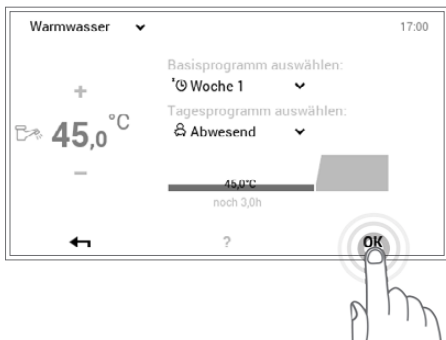 Warmwasser 17:00
Basisprogramm auswählen:
Woche 1
+
Tagesprogramm auswählen:
45,0°C
Abwesend
−
45,0°C
noch 3,0h
? OK